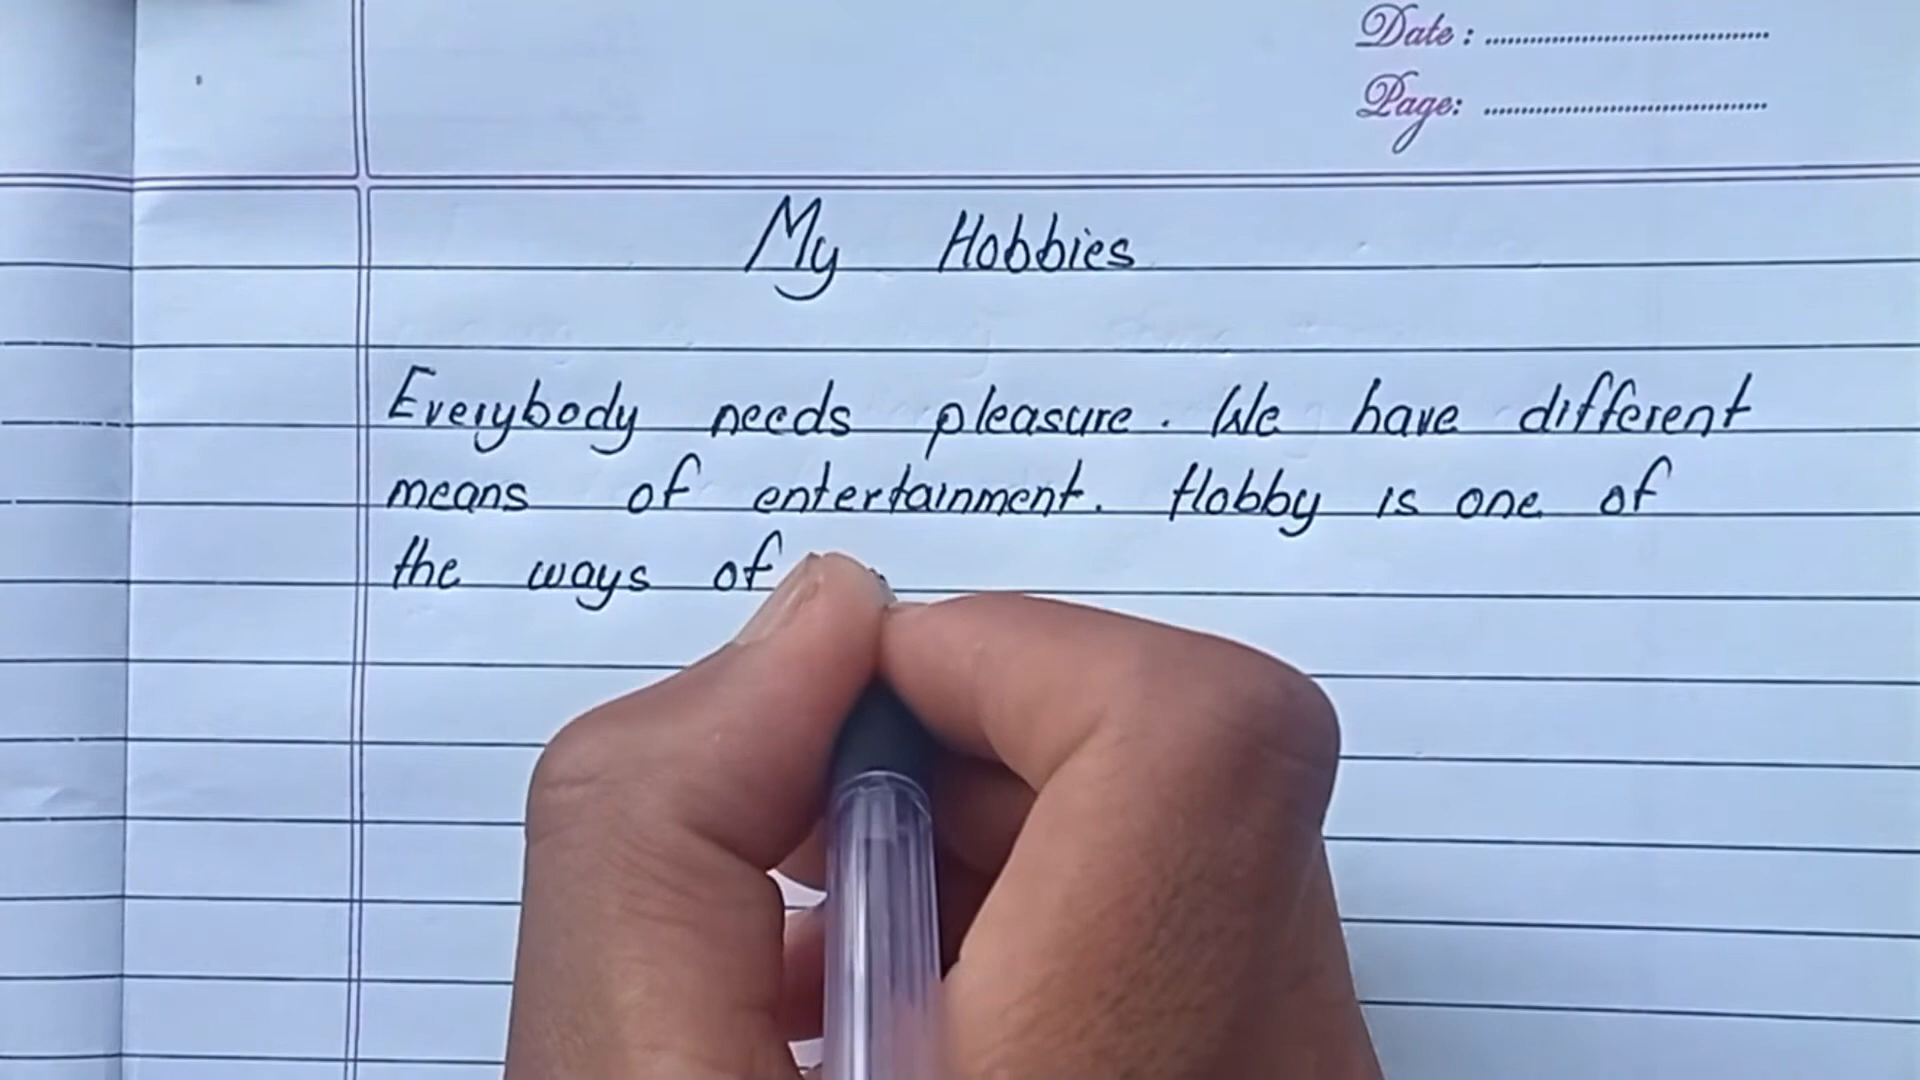 Date : ........................................
Page: ........................................
My Hobbies
Everybody needs pleasure. We have different
means of entertainment. Hobby is one of
the ways of